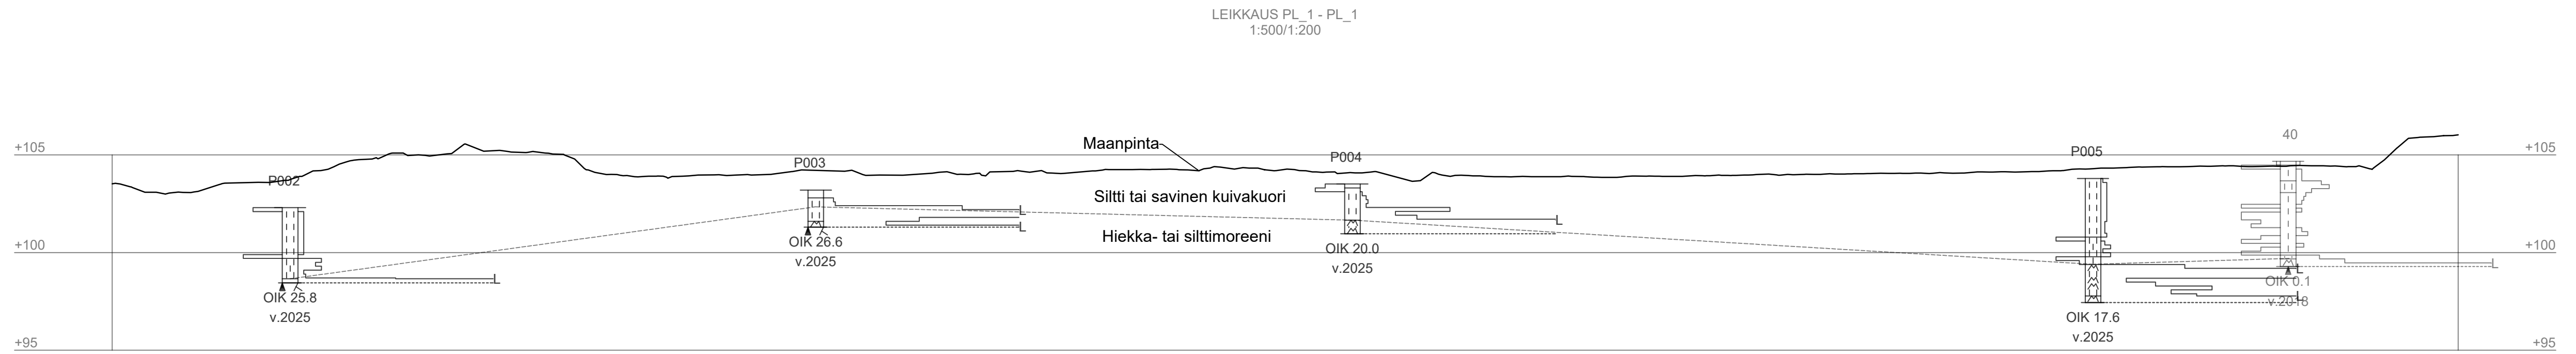 LEIKKAUS PL_1 - PL_1
1:500/1:200
40
Maanpinta
+105
+105
P002
P003
P004
P005
Siltti tai savinen kuivakuori
Hiekka- tai silttimoreeni
+100
+100
OIK 26.6
v.2025
OIK 20.0
v.2025
OIK 25.8
v.2025
OIK 0.1
v.2018
OIK 17.6
v.2025
+95
+95